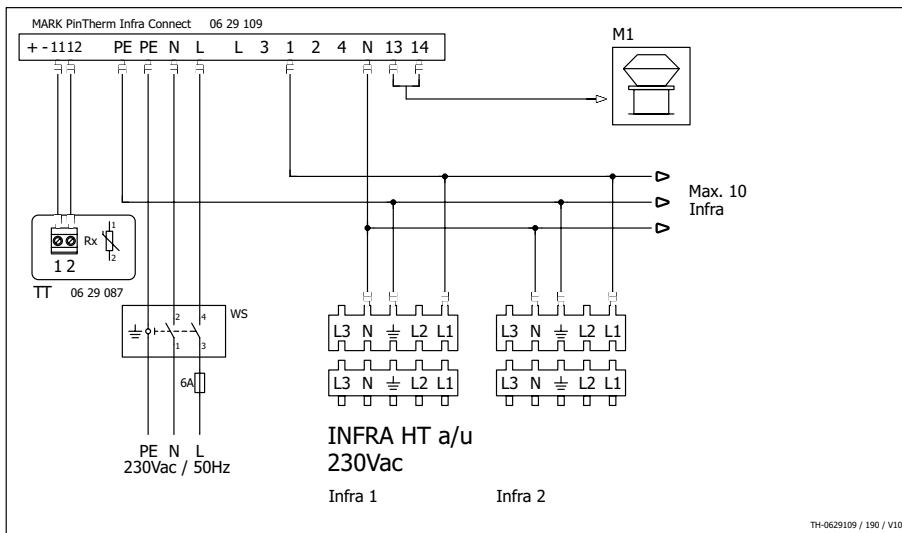 MARK PinTherm Infra Connect 06 29 109
+ - 11 12 PE PE N L L 3 1 2 4 N 13 14
M1
Max. 10
Infra
Rx 1
2
1 2
TT 06 29 087
WS
2 4
1 3
6A
PE N L
230Vac / 50Hz
L3 N L2 L1
L3 N L2 L1
L3 N L2 L1
L3 N L2 L1
INFRA HT a/u
230Vac
Infra 1 Infra 2
TH-0629109 / 190 / V10